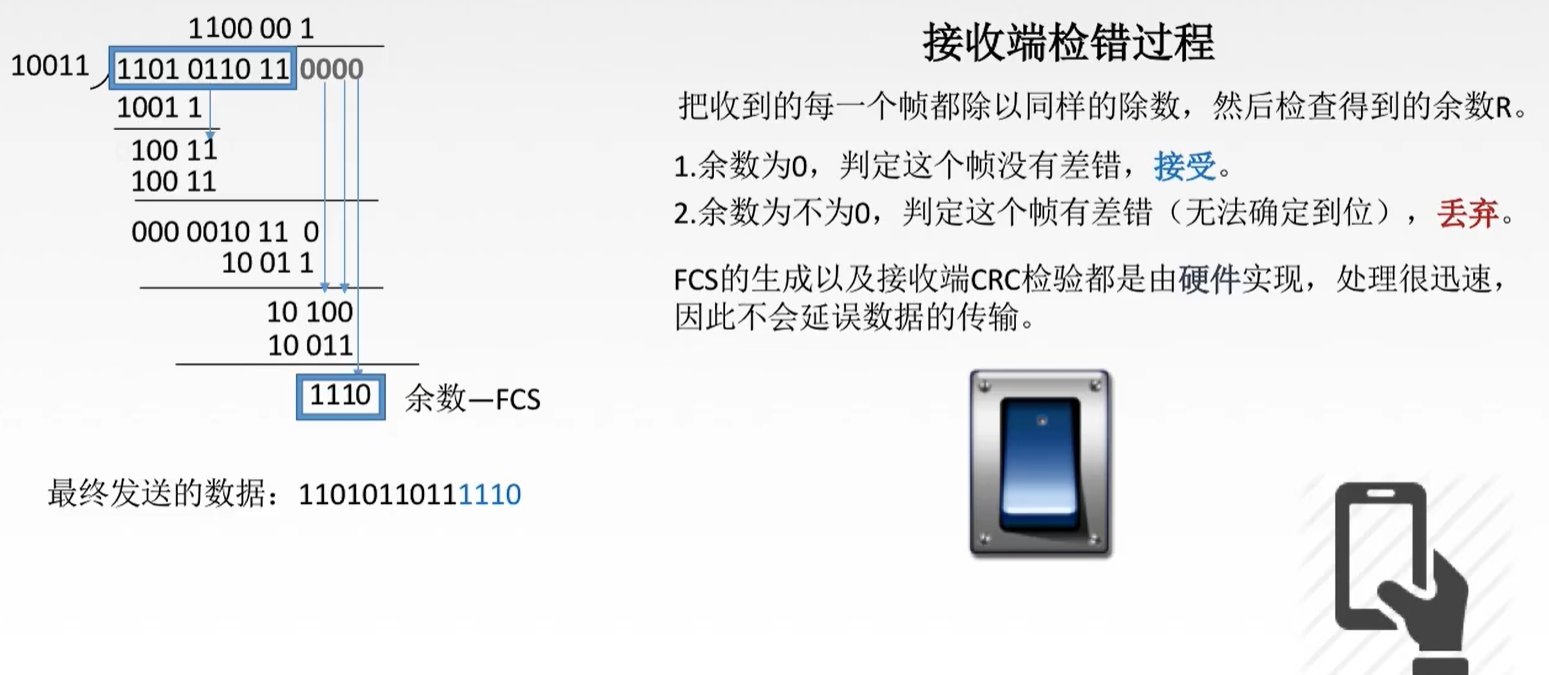 1100 00 1
10011
1101 0110 11 0000
1001 1
100 11
100 11
000 0010 11 0
10 01 1
10 100
10 011
1110 余数—FCS
最终发送的数据：11010110111110
接收端检错过程
把收到的每一个帧都除以同样的除数，然后检查得到的余数R。
1.余数为0，判定这个帧没有差错，接受。
2.余数为不为0，判定这个帧有差错（无法确定到位），丢弃。
FCS的生成以及接收端CRC检验都是由硬件实现，处理很迅速，
因此不会延误数据的传输。